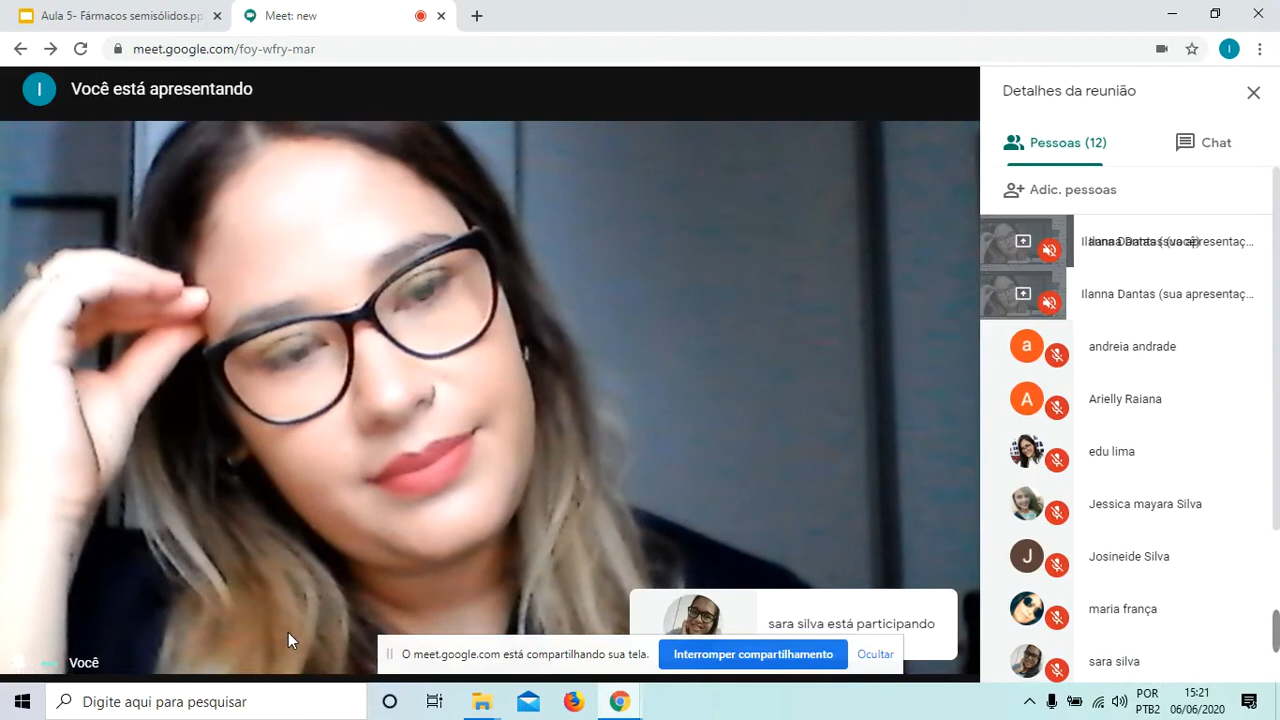 Aula 5- Fármacos semisólidos.pp
Meet: new
meet.google.com/foy-wfry-mar
I
I
Você está apresentando
Detalhes da reunião
Pessoas (12)
Chat
Adic. pessoas
Ilanna Dantas (sua apresentaç...
a
andreia andrade
A
Arielly Raiana
edu lima
Jessica mayara Silva
J
Josineide Silva
maria frança
sara silva
sara silva está participando
O meet.google.com está compartilhando sua tela.
Interromper compartilhamento
Ocultar
Você
Digite aqui para pesquisar
POR
PTB2
15:21
06/06/2020